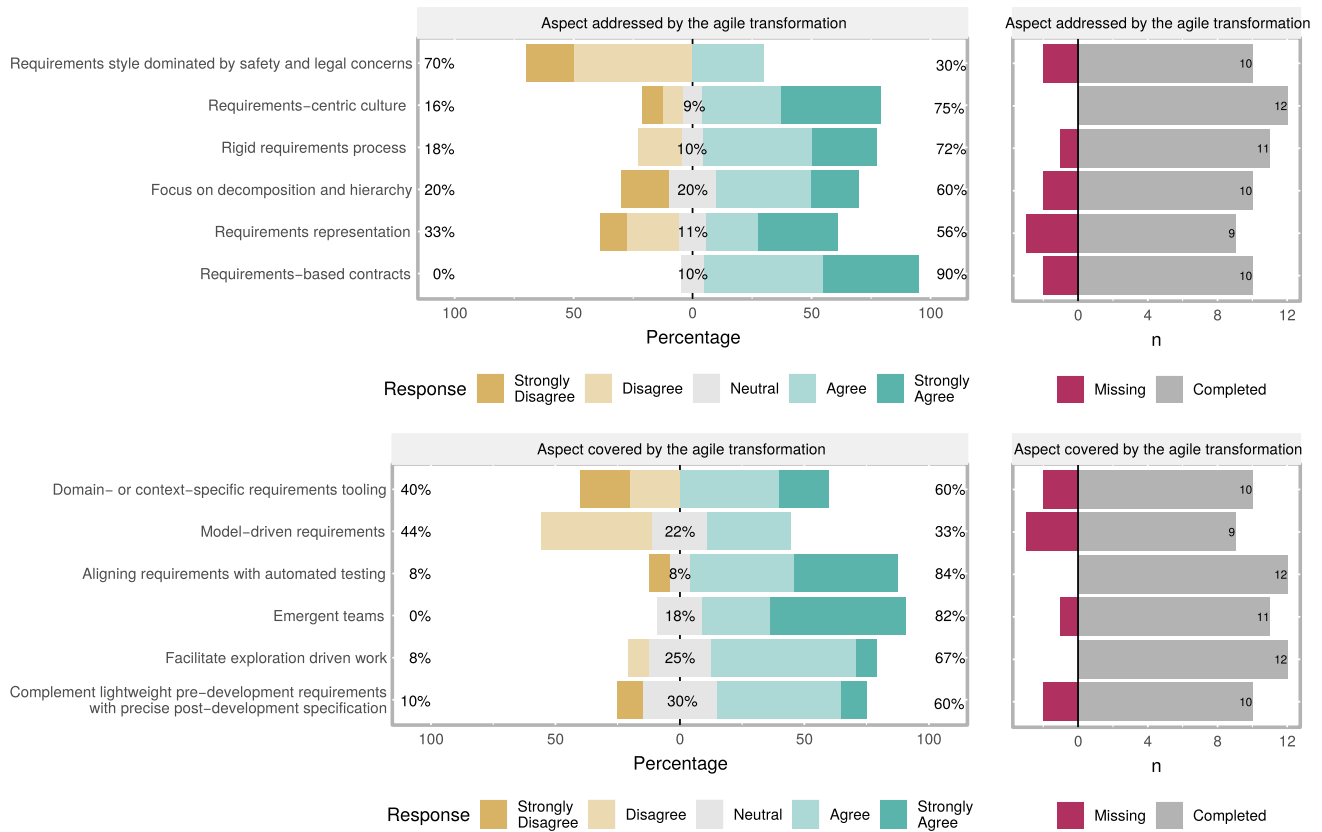 Aspect addressed by the agile transformation
Aspect addressed by the agile transformation
Requirements style dominated by safety and legal concerns 70% 30% 10
Requirements−centric culture 16% 9% 75% 12
Rigid requirements process 18% 10% 72% 11
Focus on decomposition and hierarchy 20% 20% 60% 10
Requirements representation 33% 11% 56% 9
Requirements−based contracts 0% 10% 90% 10
100 50 0 50 100
0 4 8 12
Percentage
n
Response Strongly Disagree Disagree Neutral Agree Strongly Agree
Missing Completed
Aspect covered by the agile transformation
Aspect covered by the agile transformation
Domain− or context−specific requirements tooling 40% 60% 10
Model−driven requirements 44% 22% 33% 9
Aligning requirements with automated testing 8% 8% 84% 12
Emergent teams 0% 18% 82% 11
Facilitate exploration driven work 8% 25% 67% 12
Complement lightweight pre−development requirements
with precise post−development specification 10% 30% 60% 10
100 50 0 50 100
0 4 8 12
Percentage
n
Response Strongly Disagree Disagree Neutral Agree Strongly Agree
Missing Completed